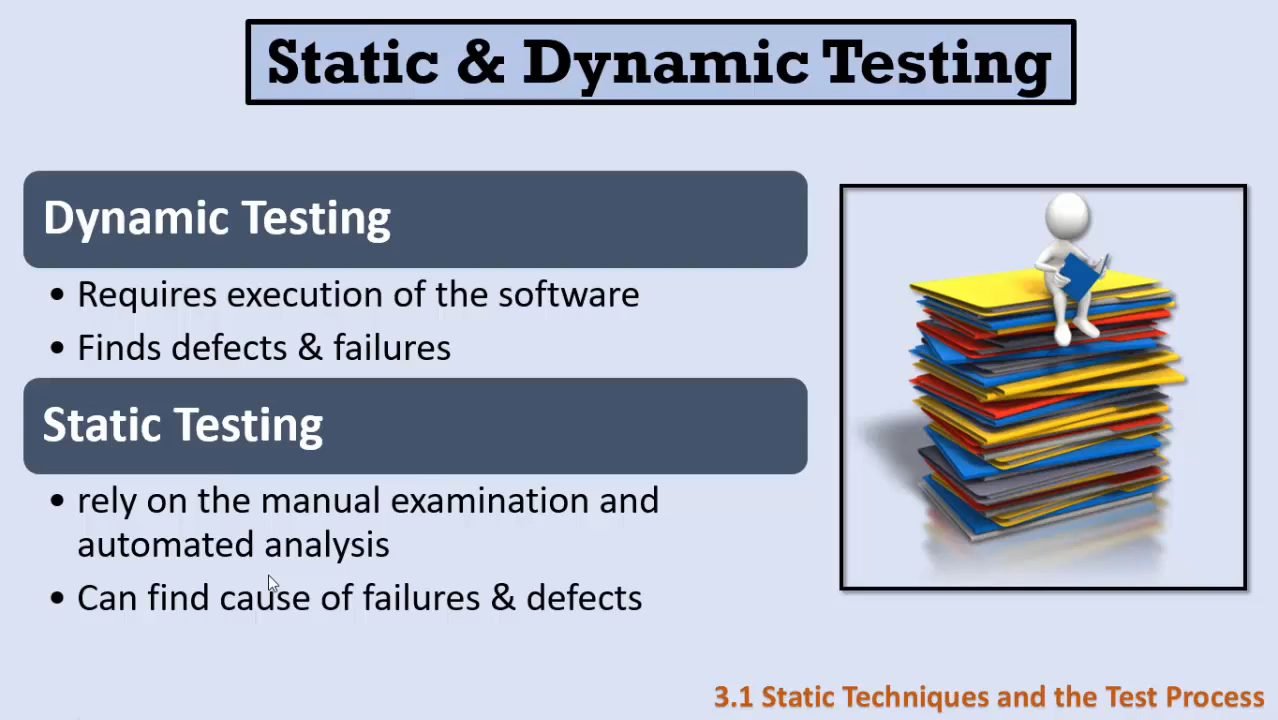 Static & Dynamic Testing
Dynamic Testing
• Requires execution of the software
• Finds defects & failures
Static Testing
• rely on the manual examination and
automated analysis
• Can find cause of failures & defects
3.1 Static Techniques and the Test Process